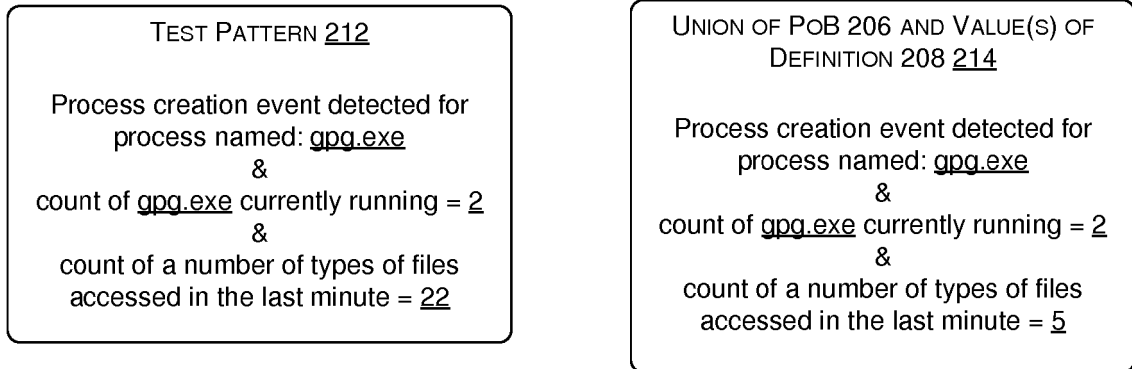 TEST PATTERN 212
Process creation event detected for
process named: gpg.exe
&
count of gpg.exe currently running = 2
&
count of a number of types of files
accessed in the last minute = 22
UNION OF POB 206 AND VALUE(S) OF
DEFINITION 208 214
Process creation event detected for
process named: gpg.exe
&
count of gpg.exe currently running = 2
&
count of a number of types of files
accessed in the last minute = 5